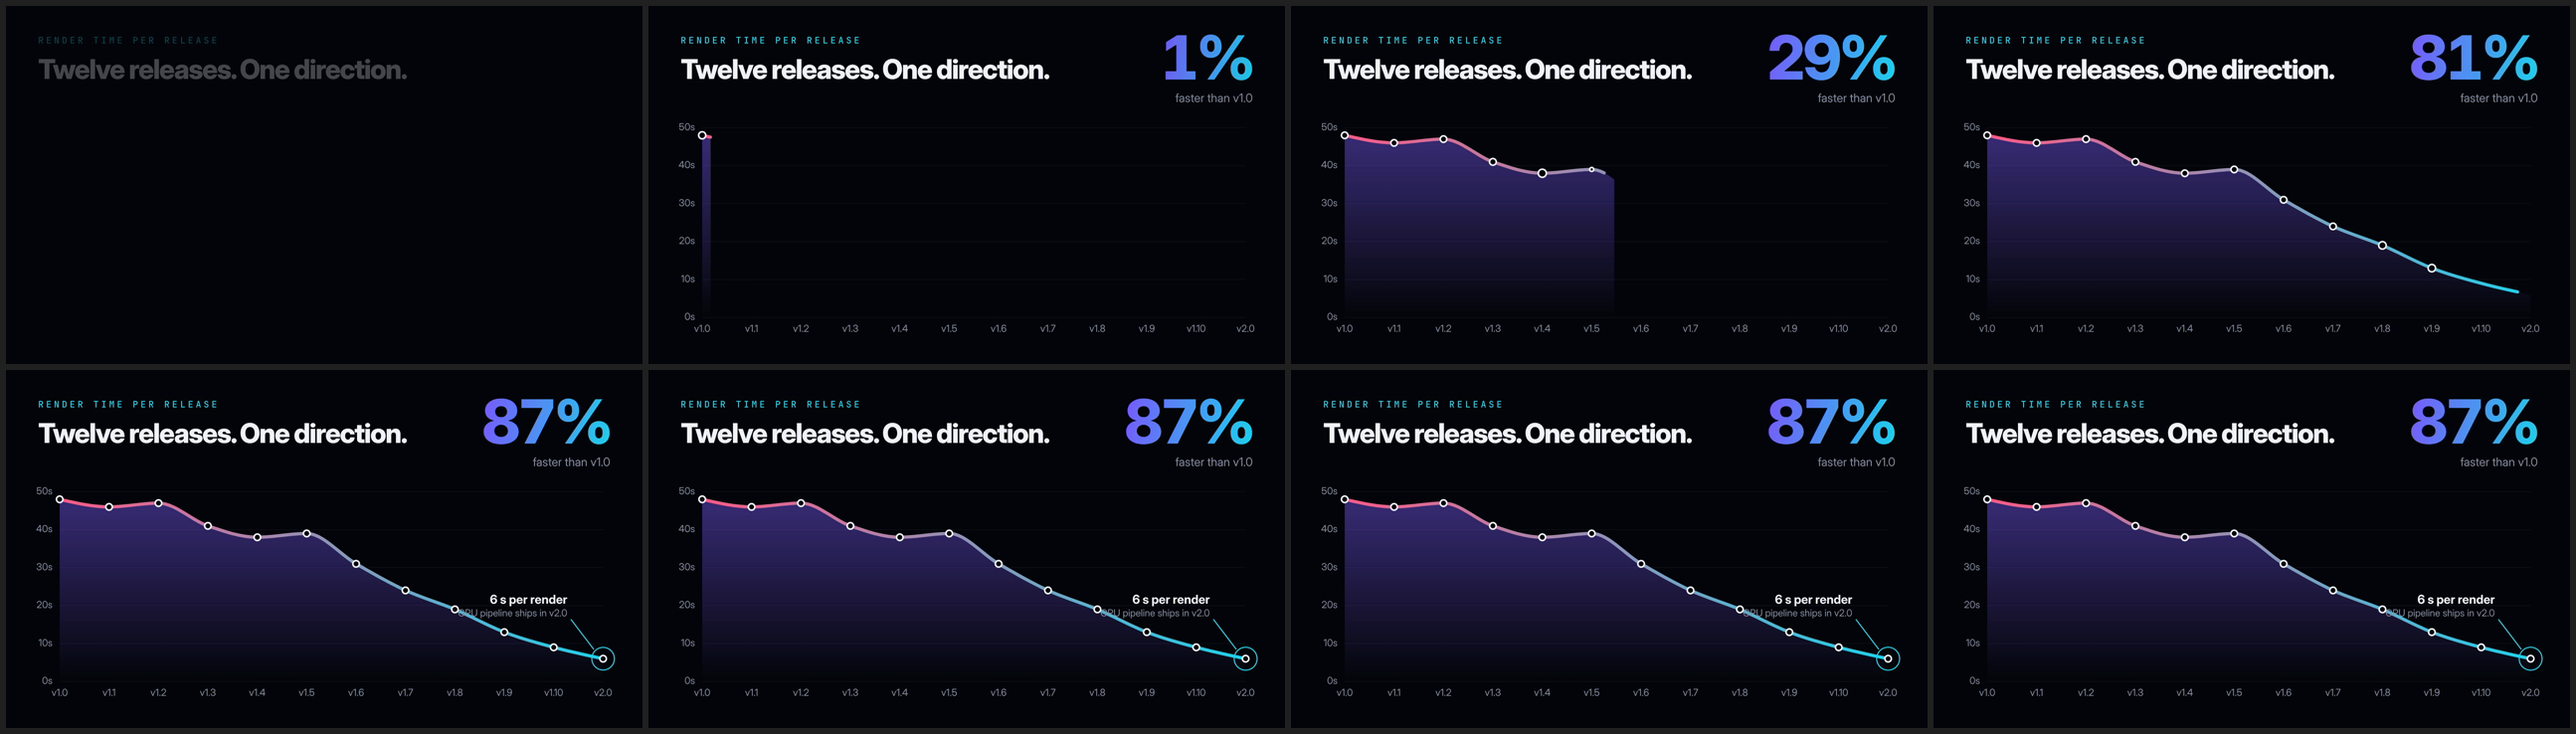 RENDER TIME PER RELEASE
Twelve releases. One direction.
RENDER TIME PER RELEASE
Twelve releases. One direction.
1%
faster than v1.0
50s
40s
30s
20s
10s
0s
v1.0 v1.1 v1.2 v1.3 v1.4 v1.5 v1.6 v1.7 v1.8 v1.9 v1.10 v2.0
RENDER TIME PER RELEASE
Twelve releases. One direction.
29%
faster than v1.0
50s
40s
30s
20s
10s
0s
v1.0 v1.1 v1.2 v1.3 v1.4 v1.5 v1.6 v1.7 v1.8 v1.9 v1.10 v2.0
RENDER TIME PER RELEASE
Twelve releases. One direction.
81%
faster than v1.0
50s
40s
30s
20s
10s
0s
v1.0 v1.1 v1.2 v1.3 v1.4 v1.5 v1.6 v1.7 v1.8 v1.9 v1.10 v2.0
RENDER TIME PER RELEASE
Twelve releases. One direction.
87%
faster than v1.0
50s
40s
30s
20s
10s
0s
6 s per render
GPU pipeline ships in v2.0
v1.0 v1.1 v1.2 v1.3 v1.4 v1.5 v1.6 v1.7 v1.8 v1.9 v1.10 v2.0
RENDER TIME PER RELEASE
Twelve releases. One direction.
87%
faster than v1.0
50s
40s
30s
20s
10s
0s
6 s per render
GPU pipeline ships in v2.0
v1.0 v1.1 v1.2 v1.3 v1.4 v1.5 v1.6 v1.7 v1.8 v1.9 v1.10 v2.0
RENDER TIME PER RELEASE
Twelve releases. One direction.
87%
faster than v1.0
50s
40s
30s
20s
10s
0s
6 s per render
GPU pipeline ships in v2.0
v1.0 v1.1 v1.2 v1.3 v1.4 v1.5 v1.6 v1.7 v1.8 v1.9 v1.10 v2.0
RENDER TIME PER RELEASE
Twelve releases. One direction.
87%
faster than v1.0
50s
40s
30s
20s
10s
0s
6 s per render
GPU pipeline ships in v2.0
v1.0 v1.1 v1.2 v1.3 v1.4 v1.5 v1.6 v1.7 v1.8 v1.9 v1.10 v2.0